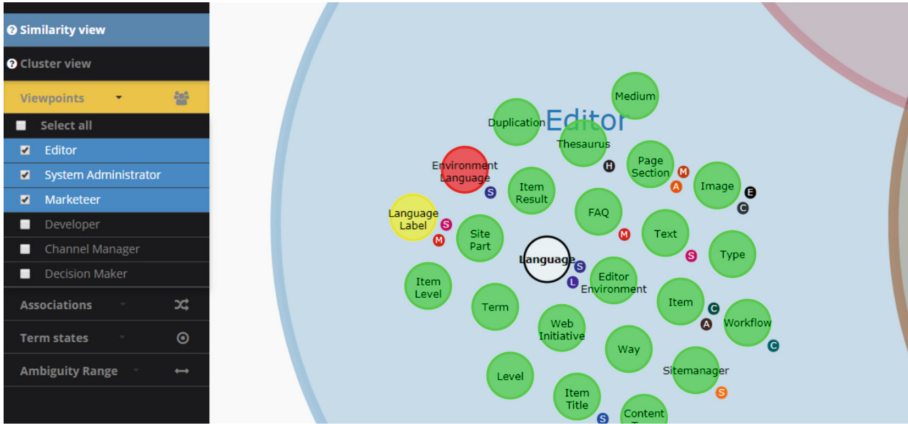 Similarity view
Cluster view
Viewpoints
Select all
Editor
System Administrator
Marketeer
Developer
Channel Manager
Decision Maker
Associations
Term states
Ambiguity Range
Editor
Medium
Duplication
Thesaurus
H
Environment
Language
S
Page
Section
M
A
Image
E
C
Item
Result
Language
Label
S
M
FAQ
M
Site
Part
Text
S
Type
Language
S
L
Editor
Environment
Item
Level
Term
Item
C
A
Workflow
C
Web
Initiative
Way
Sitemanager
S
Level
Item
Title
S
Content